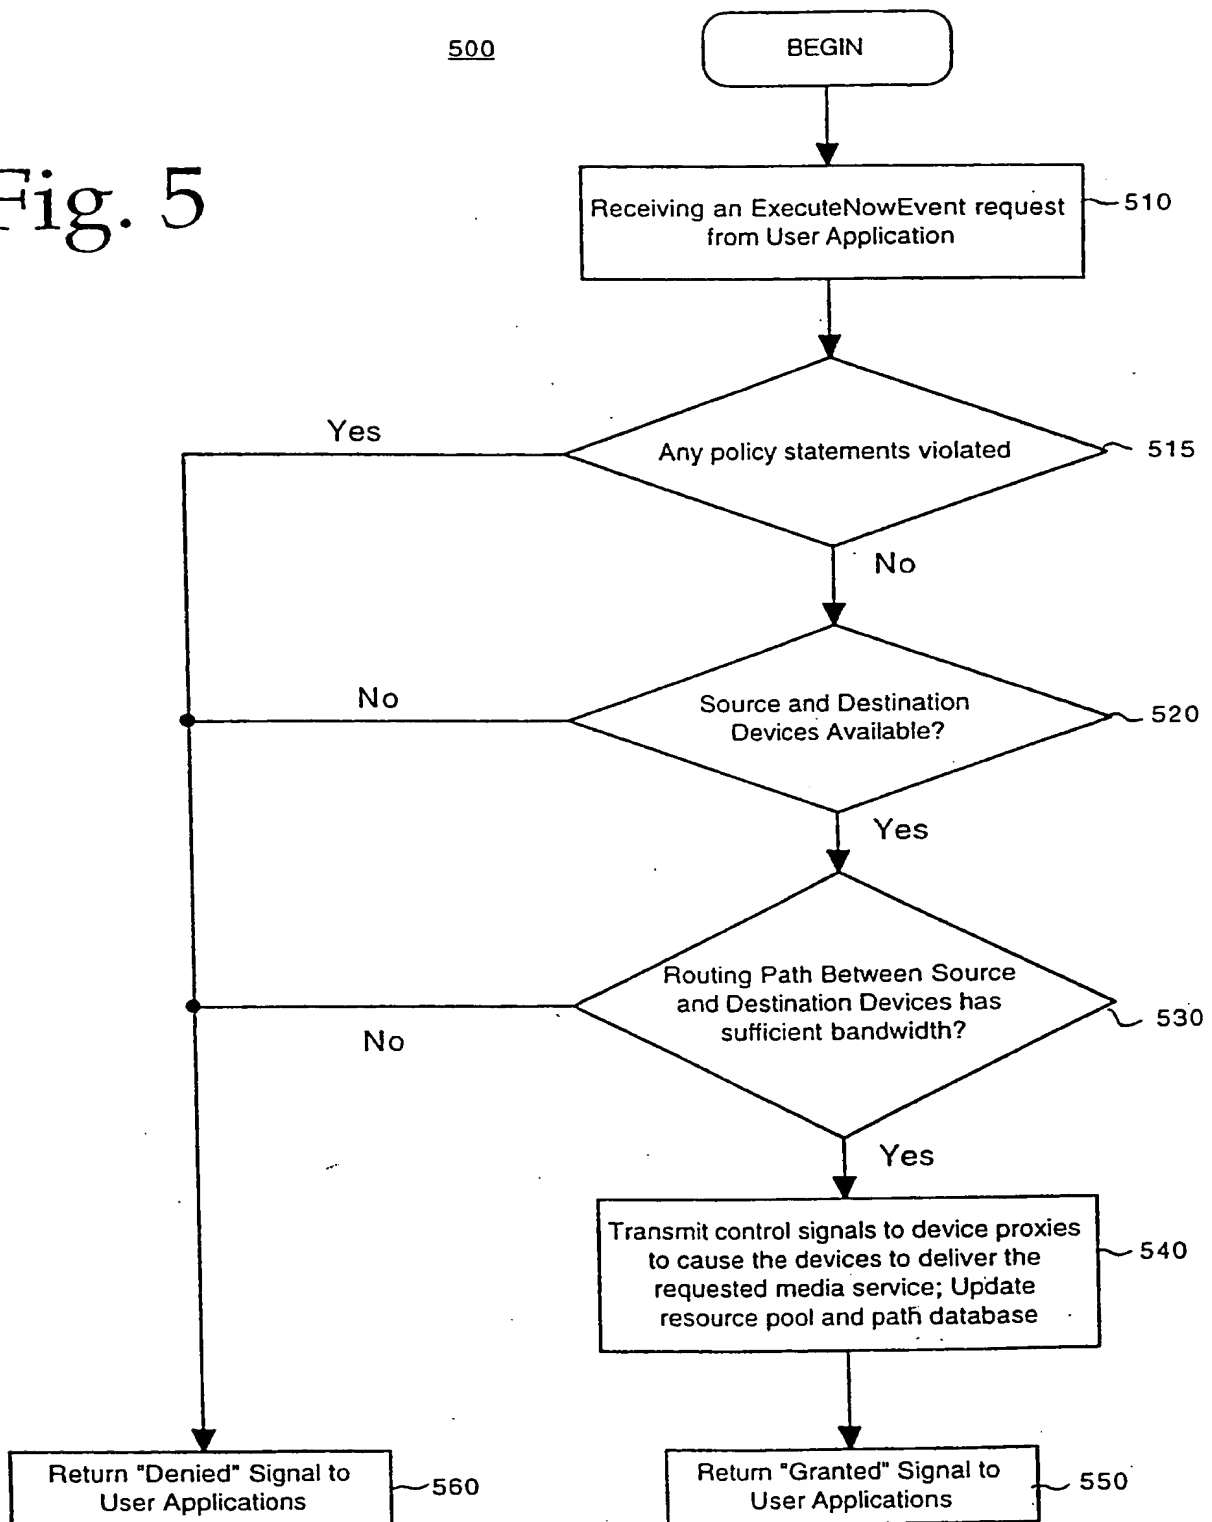 500
BEGIN
Fig. 5
Receiving an ExecuteNowEvent request
from User Application
510
Yes
Any policy statements violated
515
No
No
Source and Destination
Devices Available?
520
Yes
Routing Path Between Source
and Destination Devices has
sufficient bandwidth?
530
No
Yes
Transmit control signals to device proxies
to cause the devices to deliver the
requested media service; Update
resource pool and path database
540
Return "Denied" Signal to
User Applications
560
Return "Granted" Signal to
User Applications
550